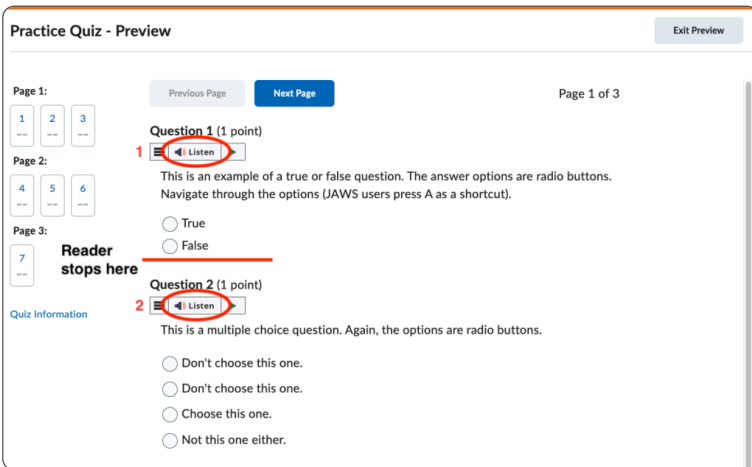 Practice Quiz - Preview
Exit Preview
Page 1:
1 2 3
-- -- --
Page 2:
4 5 6
-- -- --
Page 3:
7
--
Quiz Information
Previous Page
Next Page
Page 1 of 3
Question 1 (1 point)
1
Listen
This is an example of a true or false question. The answer options are radio buttons.
Navigate through the options (JAWS users press A as a shortcut).
True
False
Reader
stops here
Question 2 (1 point)
2
Listen
This is a multiple choice question. Again, the options are radio buttons.
Don't choose this one.
Don't choose this one.
Choose this one.
Not this one either.